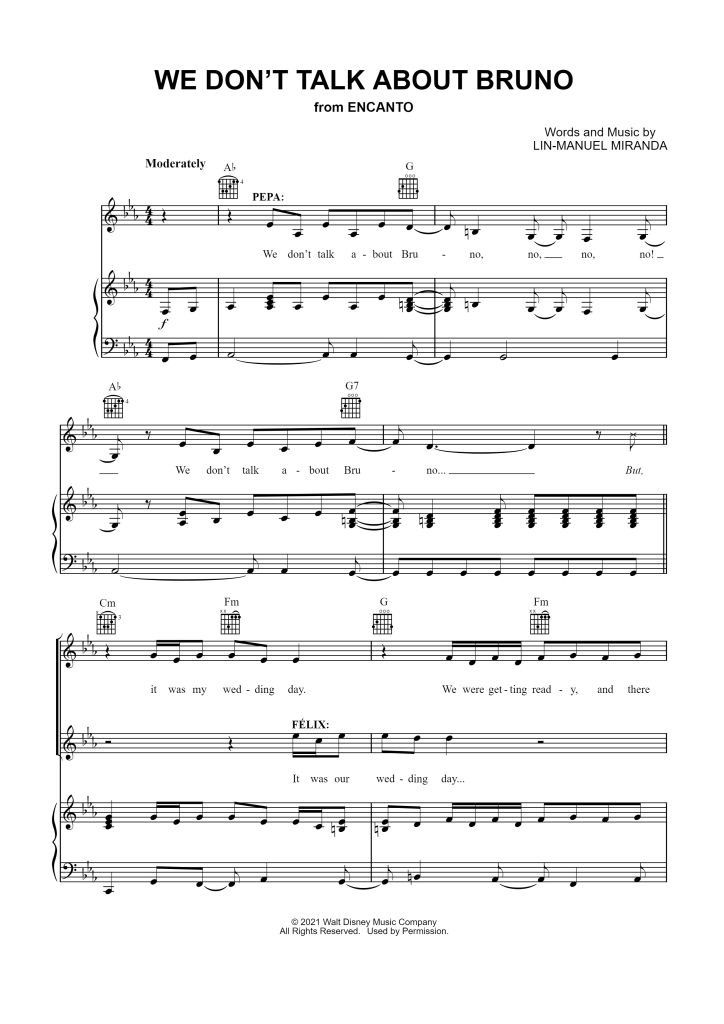 WE DON'T TALK ABOUT BRUNO
from ENCANTO
Words and Music by
LIN-MANUEL MIRANDA
Moderately
A♭ G
4
PEPA:
We don't talk a - bout Bru - no, no, no, no!
f
A♭ G7
4
We don't talk a - bout Bru - no... But,
Cm Fm G Fm
3
it was my wed - ding day. We were get - ting read - y, and there
FÉLIX:
It was our wed - ding day...
© 2021 Walt Disney Music Company
All Rights Reserved. Used by Permission.